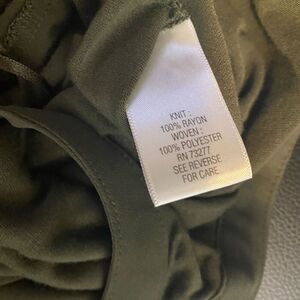 KNIT :
100% RAYON
WOVEN :
100% POLYESTER
RN 73277
SEE REVERSE
FOR CARE